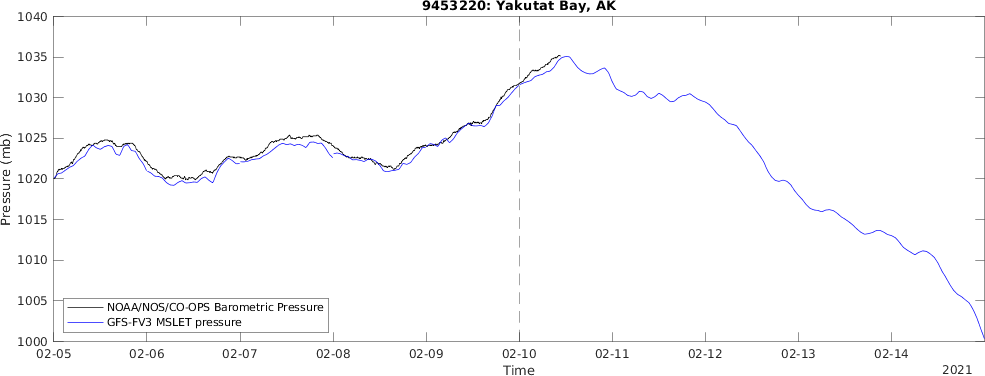 9453220: Yakutat Bay, AK
1040
1035
1030
1025
1020
1015
1010
1005
1000
Pressure (mb)
NOAA/NOS/CO-OPS Barometric Pressure
GFS-FV3 MSLET pressure
02-05 02-06 02-07 02-08 02-09 02-10 02-11 02-12 02-13 02-14
Time
2021